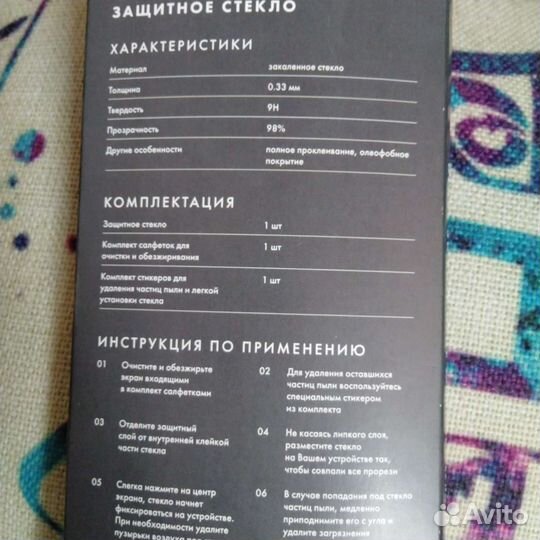 ЗАЩИТНОЕ СТЕКЛО
ХАРАКТЕРИСТИКИ
Материал закаленное стекло
Толщина 0.33 мм
Твердость 9H
Прозрачность 98%
Другие особенности полное проклеивание, олеофобное
покрытие
КОМПЛЕКТАЦИЯ
Защитное стекло 1 шт
Комплект салфеток для 1 шт
очистки и обезжиривания
Комплект стикеров для 1 шт
удаления частиц пыли и легкой
установки стекла
ИНСТРУКЦИЯ ПО ПРИМЕНЕНИЮ
01 Очистите и обезжирьте
экран входящими
в комплект салфетками
02 Для удаления оставшихся
частиц пыли воспользуйтесь
специальным стикером
из комплекта
03 Отделите защитный
слой от внутренней клейкой
части стекла
04 Не касаясь липкого слоя,
разместите стекло
на Вашем устройстве так,
чтобы совпали все прорези
05 Слегка нажмите на центр
экрана, стекло начнет
фиксироваться на устройстве.
При необходимости удалите
пузырьки воздуха
06 В случае попадания под стекло
частиц пыли, медленно
приподнимите его с угла и
удалите загрязнения
Avito